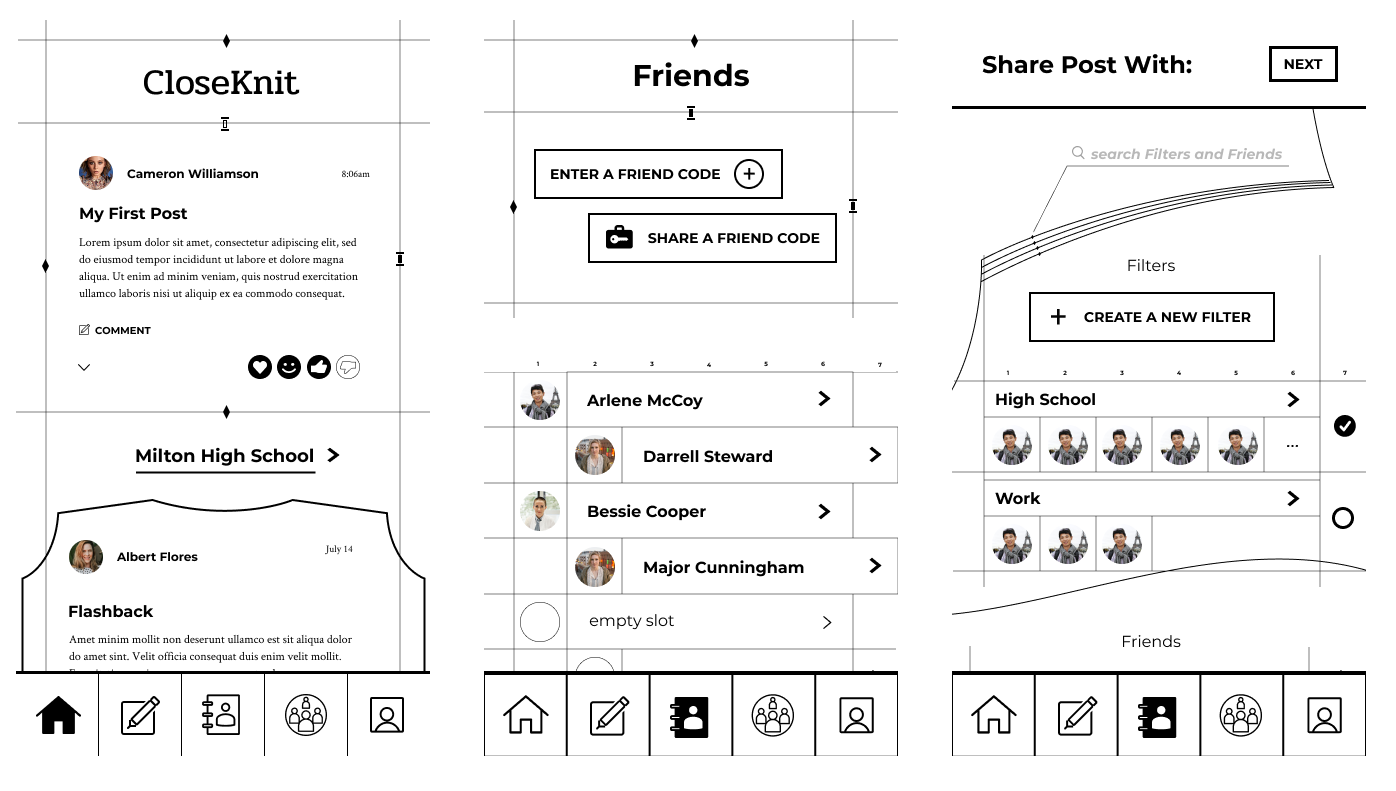 CloseKnit
Cameron Williamson
8:06am
My First Post
Lorem ipsum dolor sit amet, consectetur adipiscing elit, sed
do eiusmod tempor incididunt ut labore et dolore magna
aliqua. Ut enim ad minim veniam, quis nostrud exercitation
ullamco laboris nisi ut aliquip ex ea commodo consequat.
COMMENT
Milton High School
Albert Flores
July 14
Flashback
Amet minim mollit non deserunt ullamco est sit aliqua dolor
do amet sint. Velit officia consequat duis enim velit mollit.
Friends
ENTER A FRIEND CODE
SHARE A FRIEND CODE
1 2 3 4 5 6 7
Arlene McCoy
Darrell Steward
Bessie Cooper
Major Cunningham
empty slot
Share Post With:
NEXT
search Filters and Friends
Filters
CREATE A NEW FILTER
1 2 3 4 5 6 7
High School
...
Work
Friends